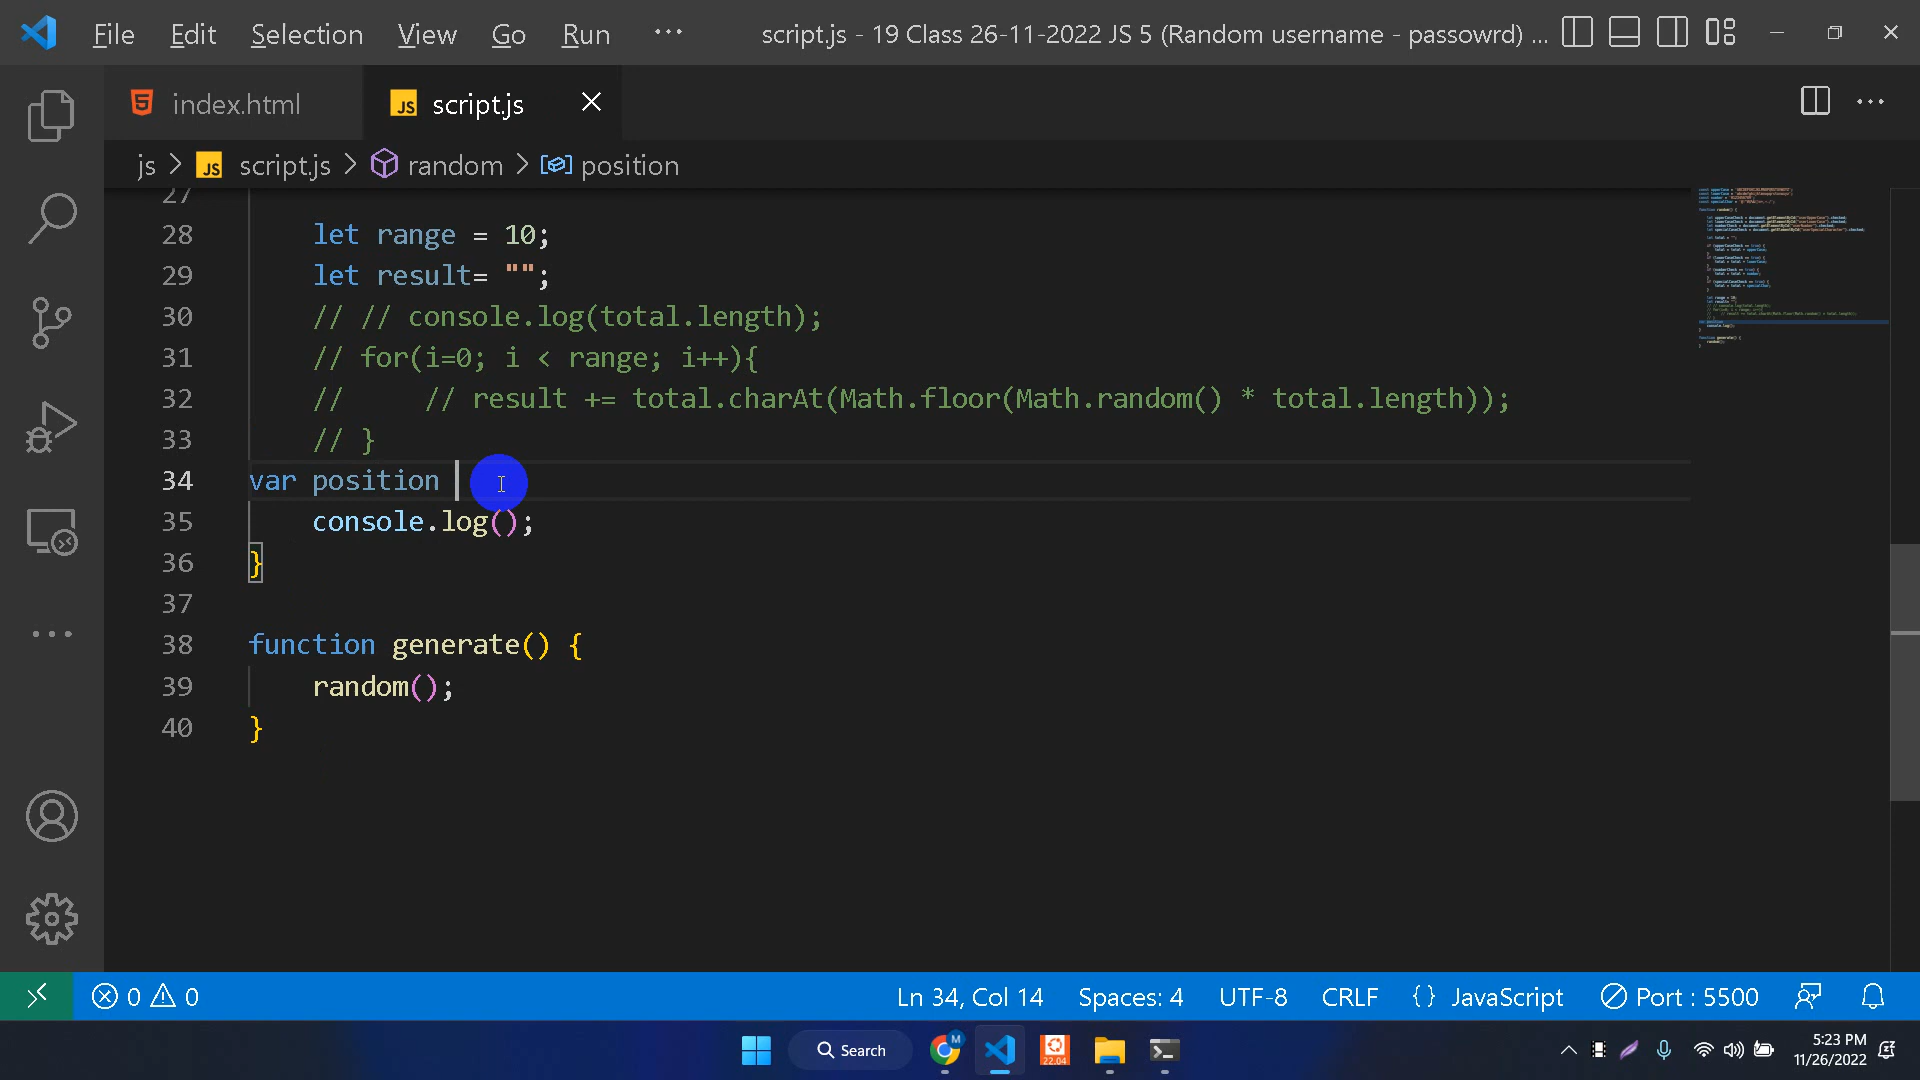 File Edit Selection View Go Run ··· script.js - 19 Class 26-11-2022 JS 5 (Random username - passowrd) ...
index.html
JS script.js
js > JS script.js > random > position
27
28 let range = 10;
29 let result= "";
30 // // console.log(total.length);
31 // for(i=0; i < range; i++){
32 //     // result += total.charAt(Math.floor(Math.random() * total.length));
33 // }
34 var position
35 console.log();
36 }
37
38 function generate() {
39 random();
40 }
0 0 Ln 34, Col 14 Spaces: 4 UTF-8 CRLF {} JavaScript Port : 5500
Search M 22.04 5:23 PM
11/26/2022